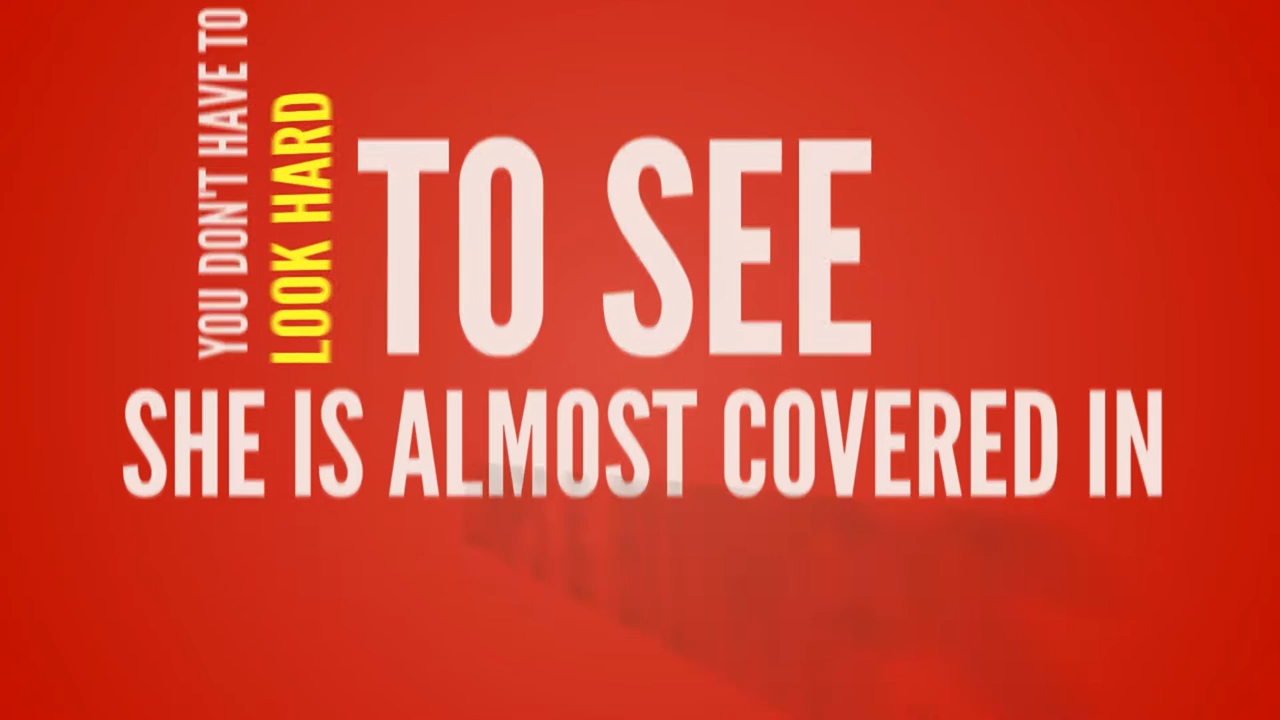 YOU DON'T HAVE TO
LOOK HARD
TO SEE
SHE IS ALMOST COVERED IN